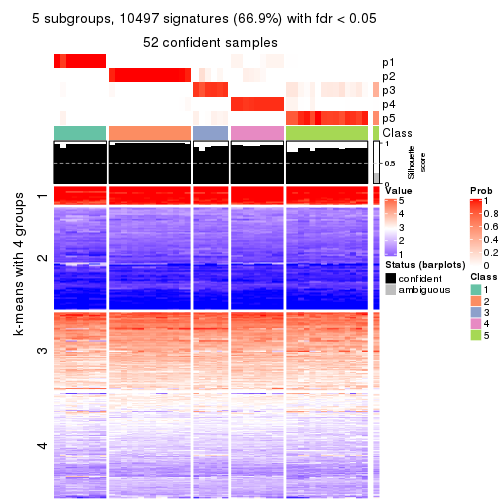 5 subgroups, 10497 signatures (66.9%) with fdr < 0.05
52 confident samples
p1
p2
p3
p4
p5
Class
1
0.5
0
Silhouette
score
k-means with 4 groups
1
2
3
4
Value
5
4
3
2
1
Status (barplots)
confident
ambiguous
Prob
1
0.8
0.6
0.4
0.2
0
Class
1
2
3
4
5